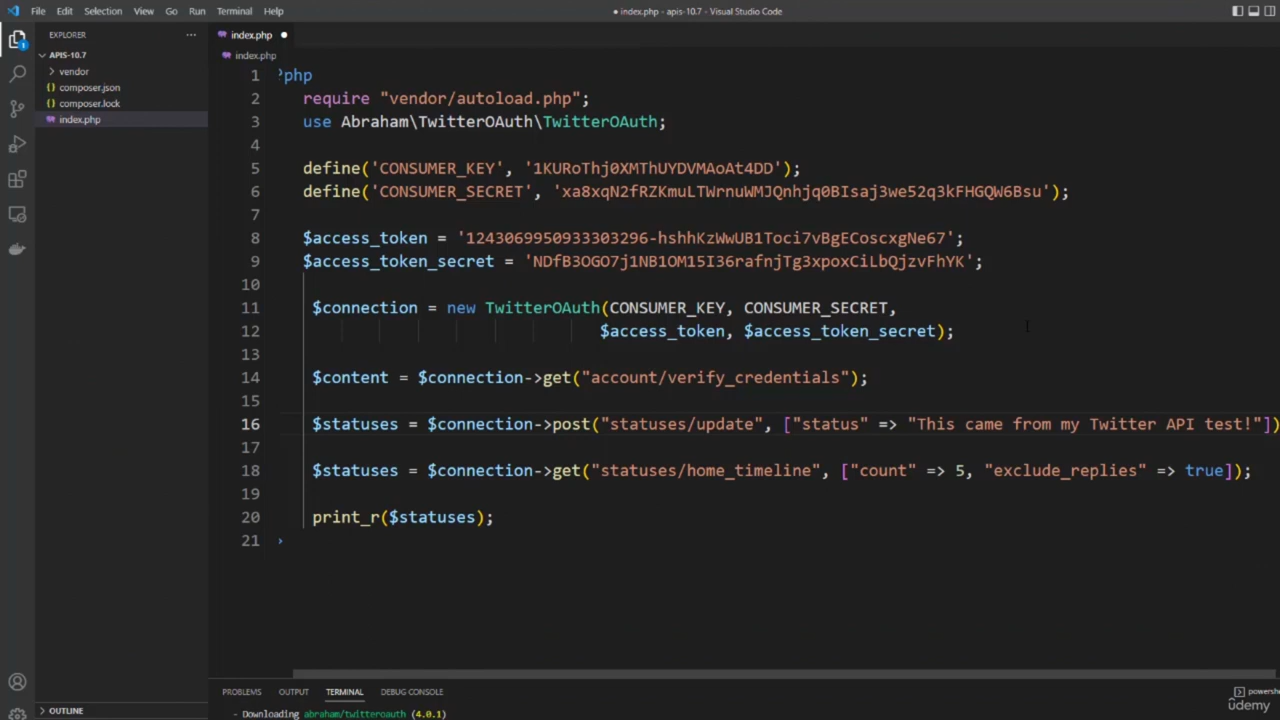 File Edit Selection View Go Run Terminal Help
● index.php - apis-10.7 - Visual Studio Code
EXPLORER ...
APIS-10.7
vendor
composer.json
composer.lock
index.php
1
OUTLINE
index.php ●
index.php
1 ?php
2 require "vendor/autoload.php";
3 use Abraham\TwitterOAuth\TwitterOAuth;
4
5 define('CONSUMER_KEY', '1KURoThj0XMThUYDVMAoAt4DD');
6 define('CONSUMER_SECRET', 'xa8xqN2fRZKmuLTWrnuWMJQnhjq0BIsaj3we52q3kFHGQW6Bsu');
7
8 $access_token = '1243069950933303296-hshhKzWwUB1Toci7vBgECoscxgNe67';
9 $access_token_secret = 'NDfB3OGO7j1NB1OM15I36rafnjTg3xpoxCiLbQjzvFhYK';
10
11 $connection = new TwitterOAuth(CONSUMER_KEY, CONSUMER_SECRET,
12 $access_token, $access_token_secret);
13
14 $content = $connection->get("account/verify_credentials");
15
16 $statuses = $connection->post("statuses/update", ["status" => "This came from my Twitter API test!"])
17
18 $statuses = $connection->get("statuses/home_timeline", ["count" => 5, "exclude_replies" => true]);
19
20 print_r($statuses);
21
PROBLEMS OUTPUT TERMINAL DEBUG CONSOLE
powershe
- Downloading abraham/twitteroauth (4.0.1)
udemy